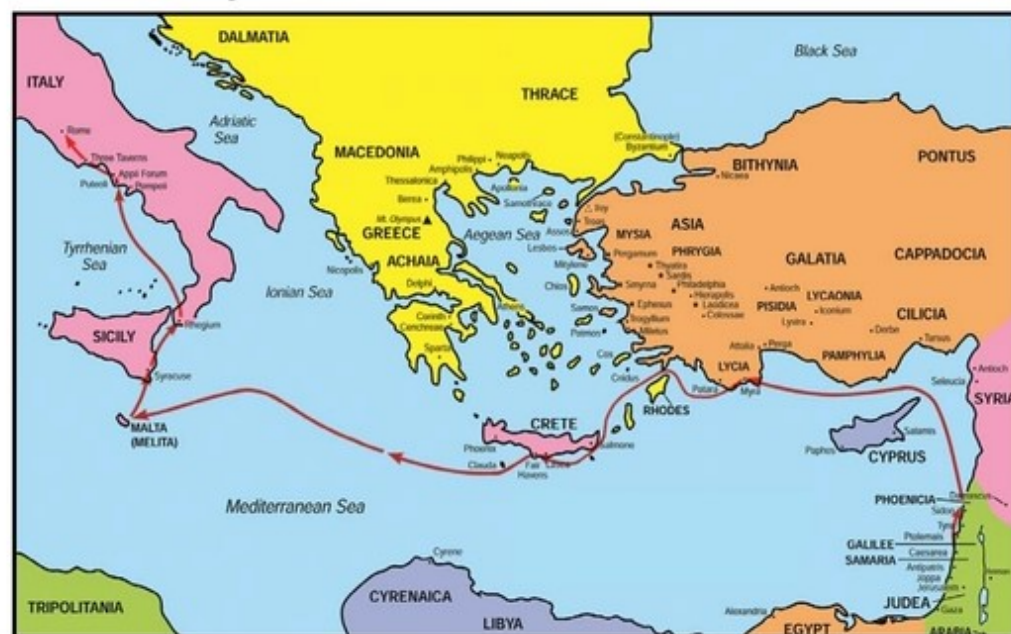 DALMATIA
Black Sea
ITALY
THRACE
Adriatic
Sea
Rome
(Constantinople)
Byzantium
MACEDONIA
Philippi
Neapolis
Amphipolis
Thessalonica
Apollonia
Three Taverns
Appii Forum
Puteoli
Pompeii
BITHYNIA
Nicaea
PONTUS
Berea
Samothrace
Mt. Olympus
GREECE
Aegean Sea
Troy
Troas
Assos
MYSIA
ASIA
Lesbos
Mitylene
Pergamum
PHRYGIA
Thyatira
Sardis
Philadelphia
GALATIA
CAPPADOCIA
Tyrrhenian
Sea
Ionian Sea
Nicopolis
ACHAIA
Delphi
Chios
Smyrna
Hierapolis
Antioch
LYCAONIA
Ephesus
Laodicea
PISIDIA
Iconium
Athens
Samos
Trogyllium
Colossae
Lystra
CILICIA
Corinth
Cenchreae
Miletus
Derbe
Tarsus
SICILY
Rhegium
Sparta
Cos
Attalia
Perga
PAMPHYLIA
Syracuse
Cnidus
LYCIA
Patara
Myra
Antioch
Seleucia
SYRIA
MALTA
(MELITA)
RHODES
CRETE
Phoenix
Salmone
Clauda
Fair
Havens
Lasea
Salamis
Paphos
CYPRUS
Mediterranean Sea
PHOENICIA
Damascus
Sidon
Tyre
Ptolemais
GALILEE
Caesarea
SAMARIA
Antipatris
Joppa
Jerusalem
JUDEA
Gaza
Cyrene
CYRENAICA
LIBYA
TRIPOLITANIA
Alexandria
EGYPT
ARABIA